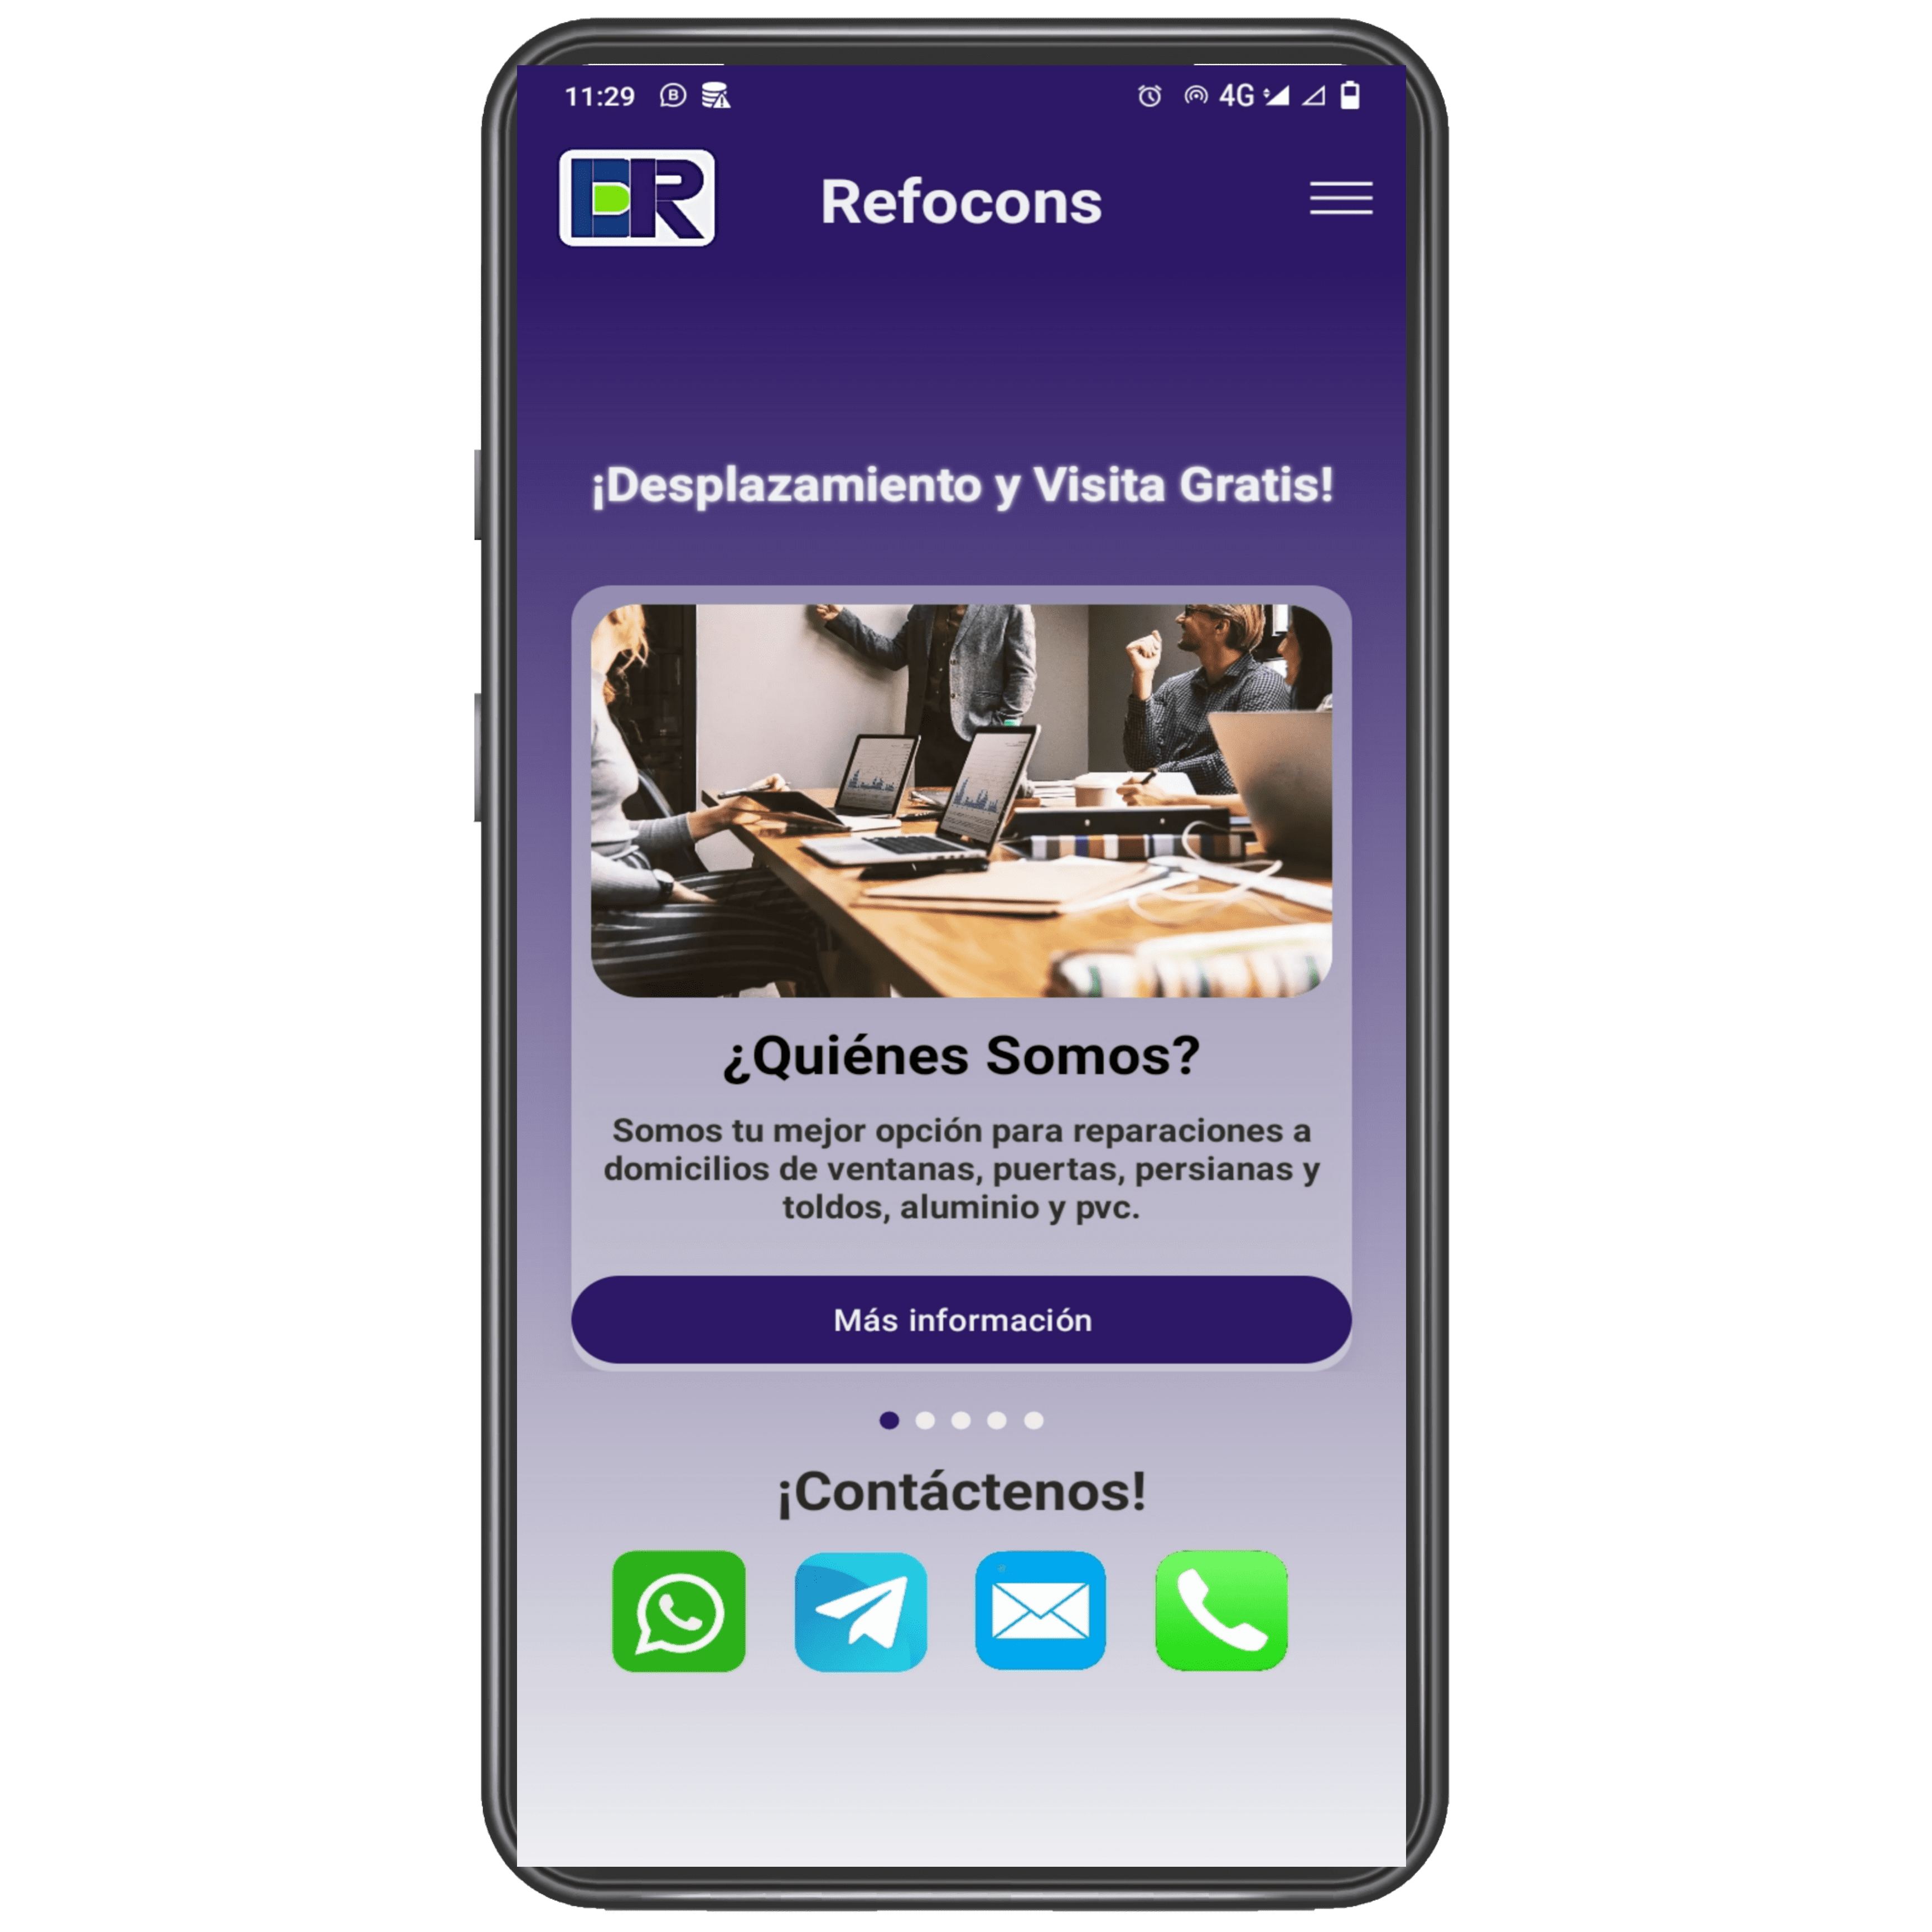 11:29
4G
Refocons
¡Desplazamiento y Visita Gratis!
¿Quiénes Somos?
Somos tu mejor opción para reparaciones a
domicilios de ventanas, puertas, persianas y
toldos, aluminio y pvc.
Más información
¡Contáctenos!